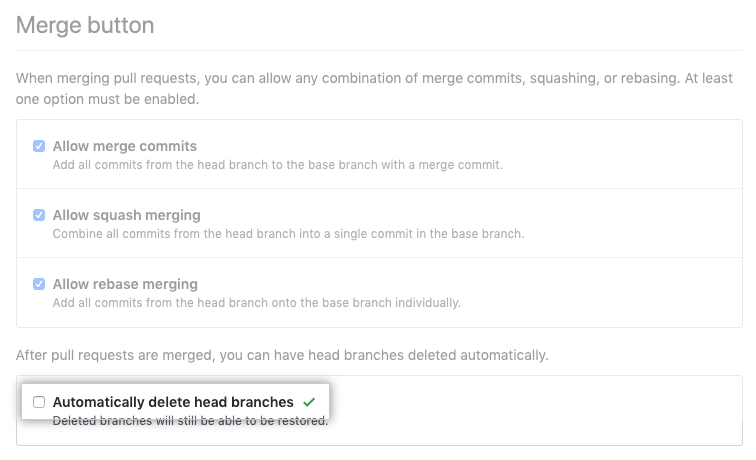 Merge button
When merging pull requests, you can allow any combination of merge commits, squashing, or rebasing. At least
one option must be enabled.
Allow merge commits
Add all commits from the head branch to the base branch with a merge commit.
Allow squash merging
Combine all commits from the head branch into a single commit in the base branch.
Allow rebase merging
Add all commits from the head branch onto the base branch individually.
After pull requests are merged, you can have head branches deleted automatically.
Automatically delete head branches
Deleted branches will still be able to be restored.